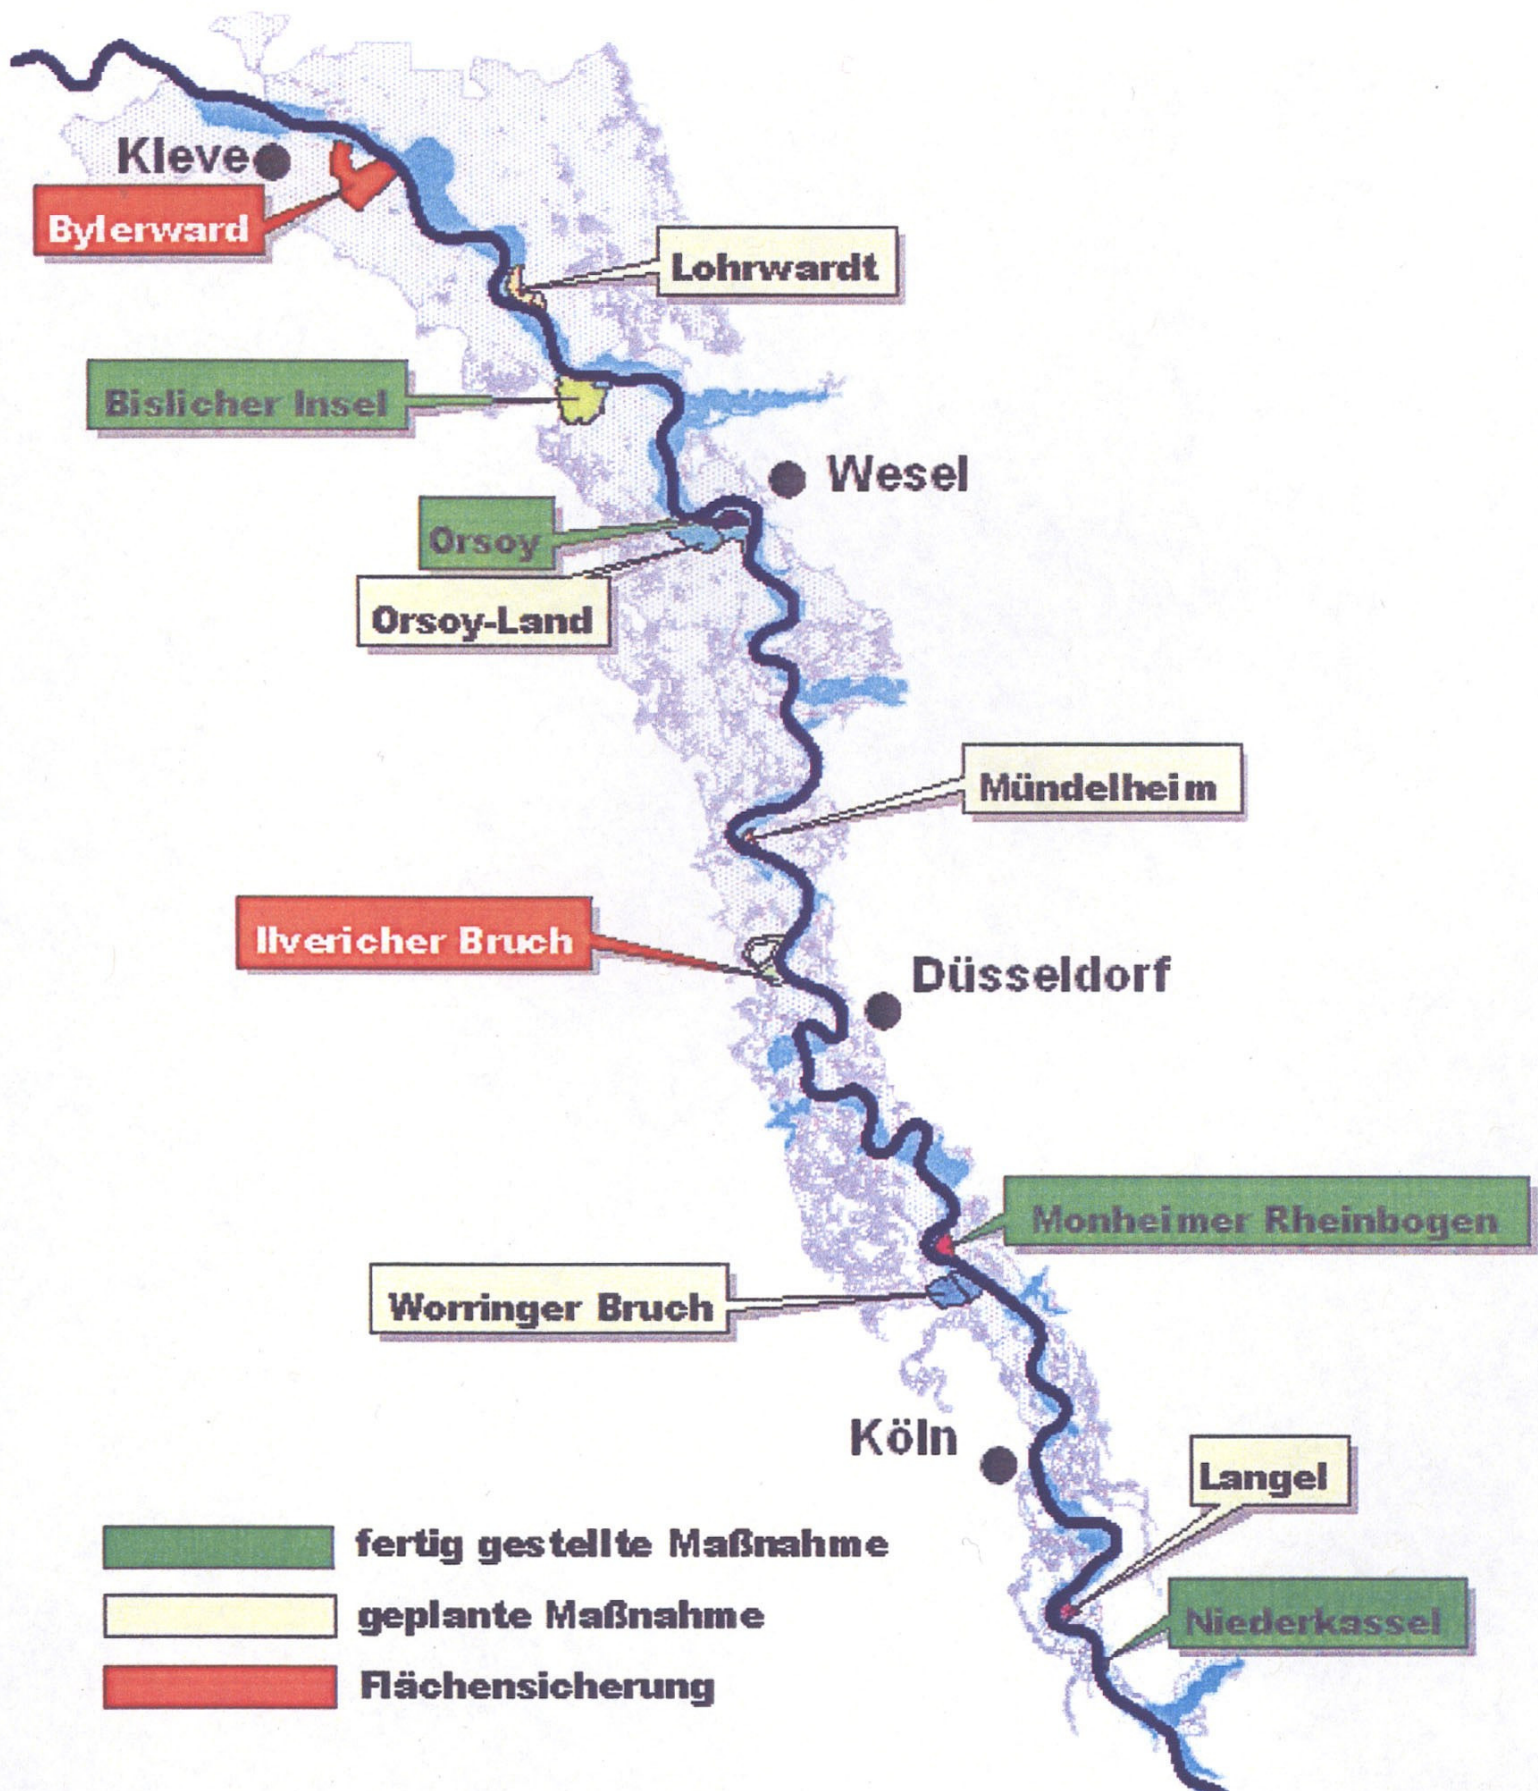 Kleve
Bylerward
Lohrwardt
Bislicher Insel
Wesel
Orsoy
Orsoy-Land
Mündelheim
Ilvericher Bruch
Düsseldorf
Monheimer Rheinbogen
Worringer Bruch
Köln
Langel
Niederkassel
fertig gestellte Maßnahme
geplante Maßnahme
Flächensicherung